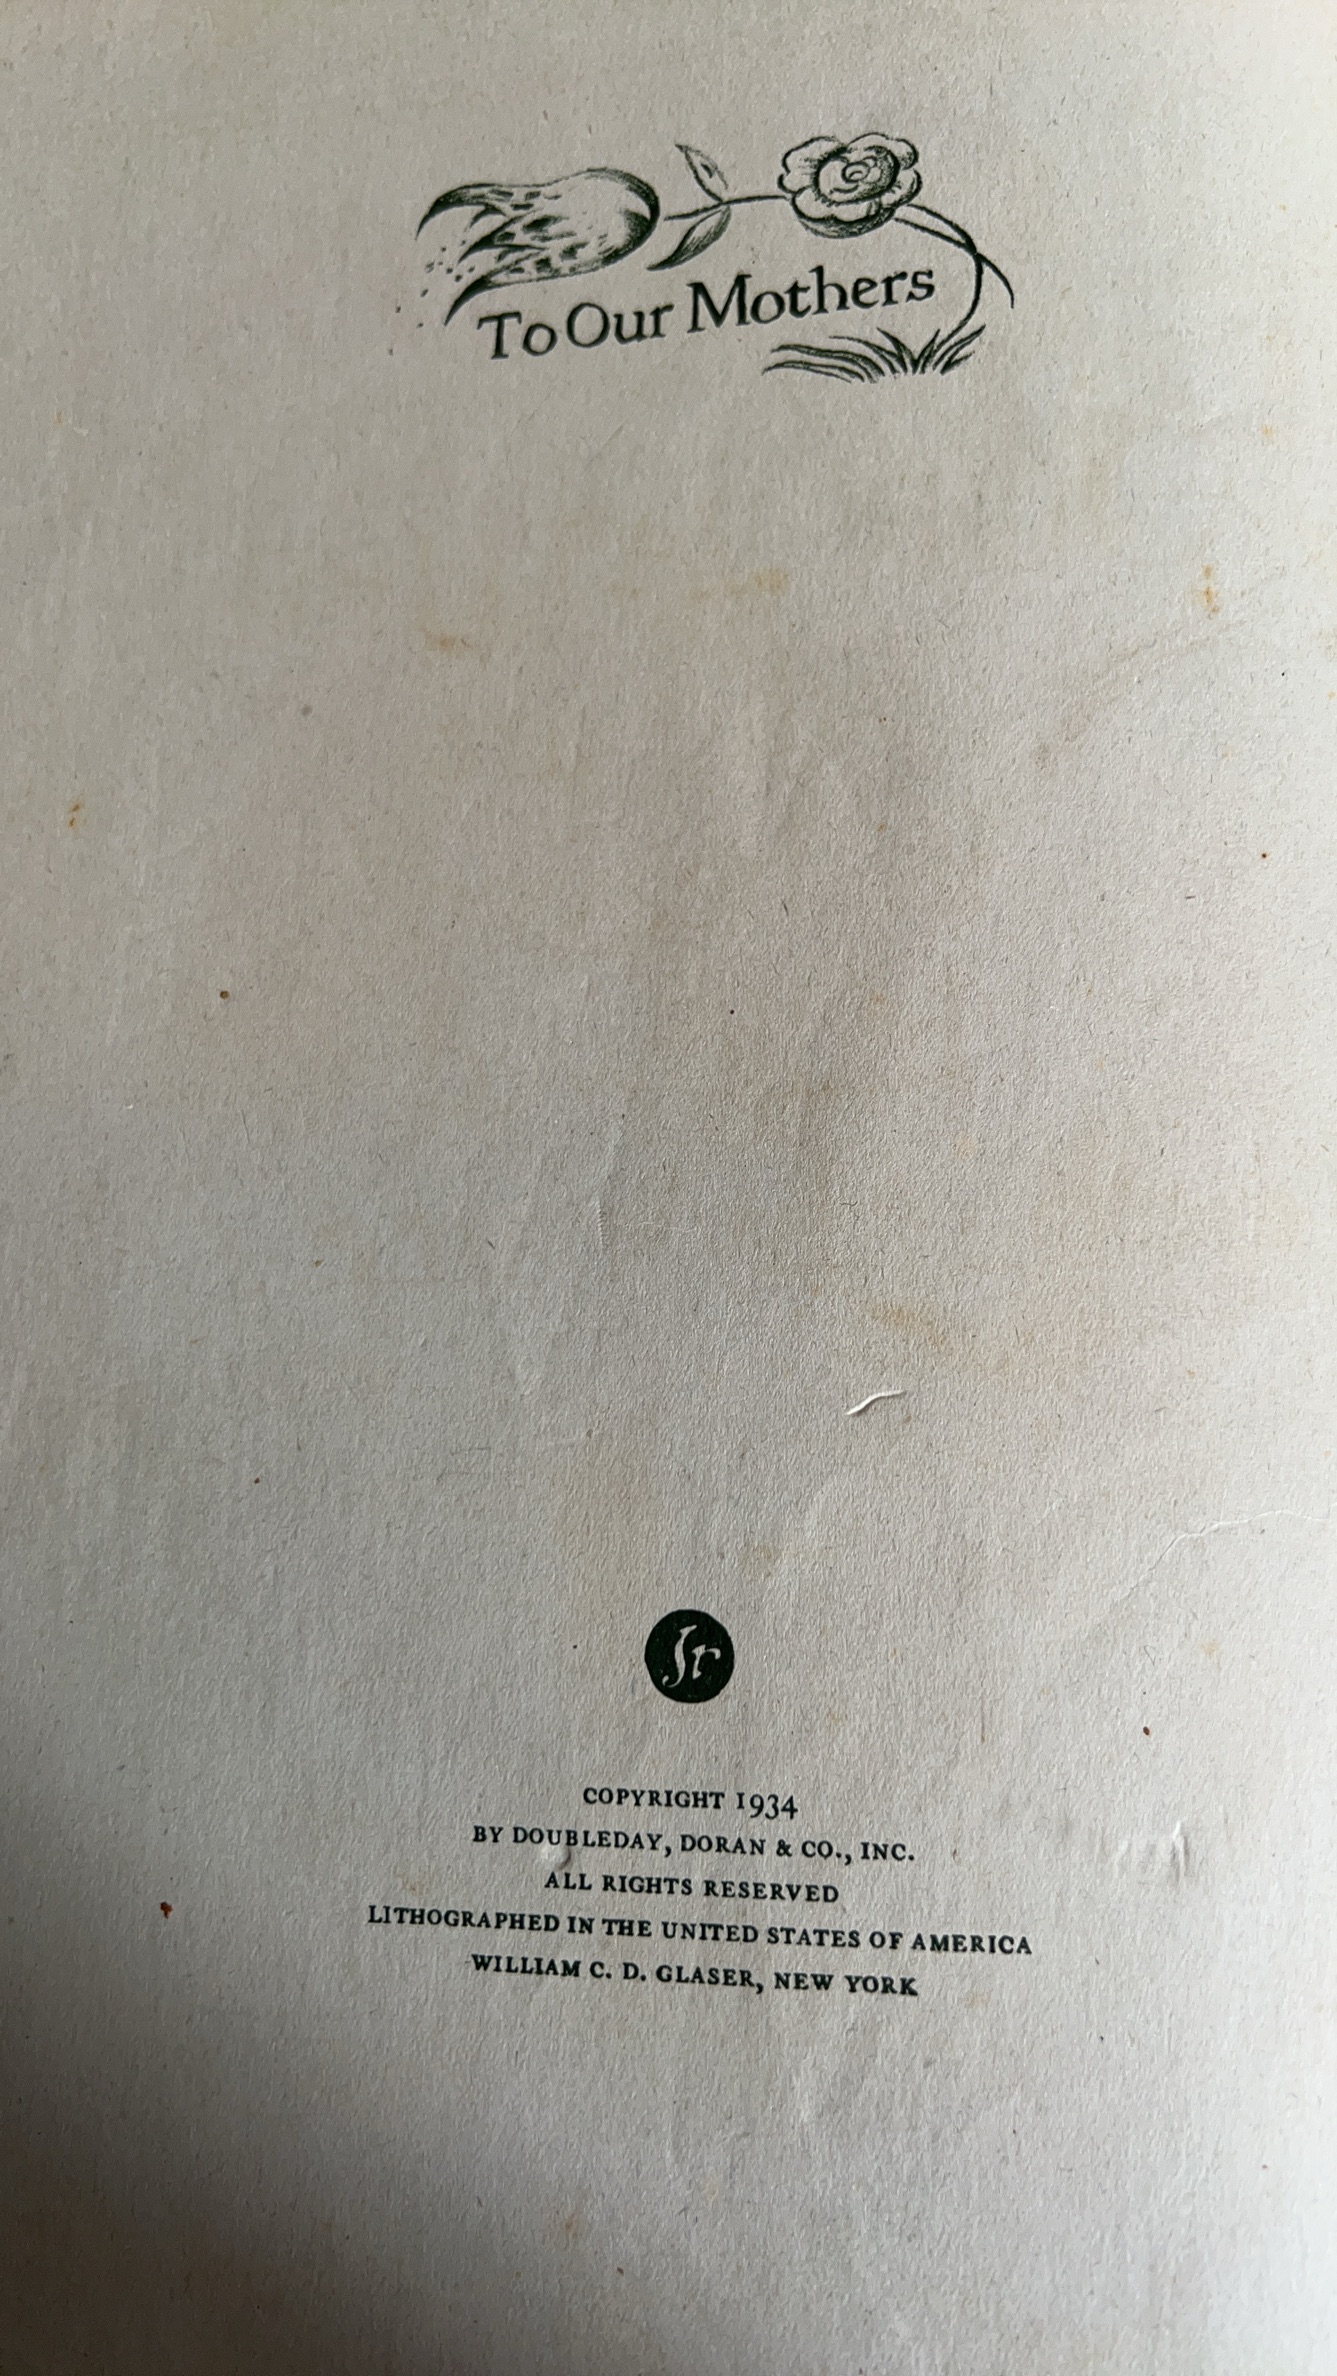 To Our Mothers
Jr
COPYRIGHT 1934
BY DOUBLEDAY, DORAN & CO., INC.
ALL RIGHTS RESERVED
LITHOGRAPHED IN THE UNITED STATES OF AMERICA
WILLIAM C. D. GLASER, NEW YORK